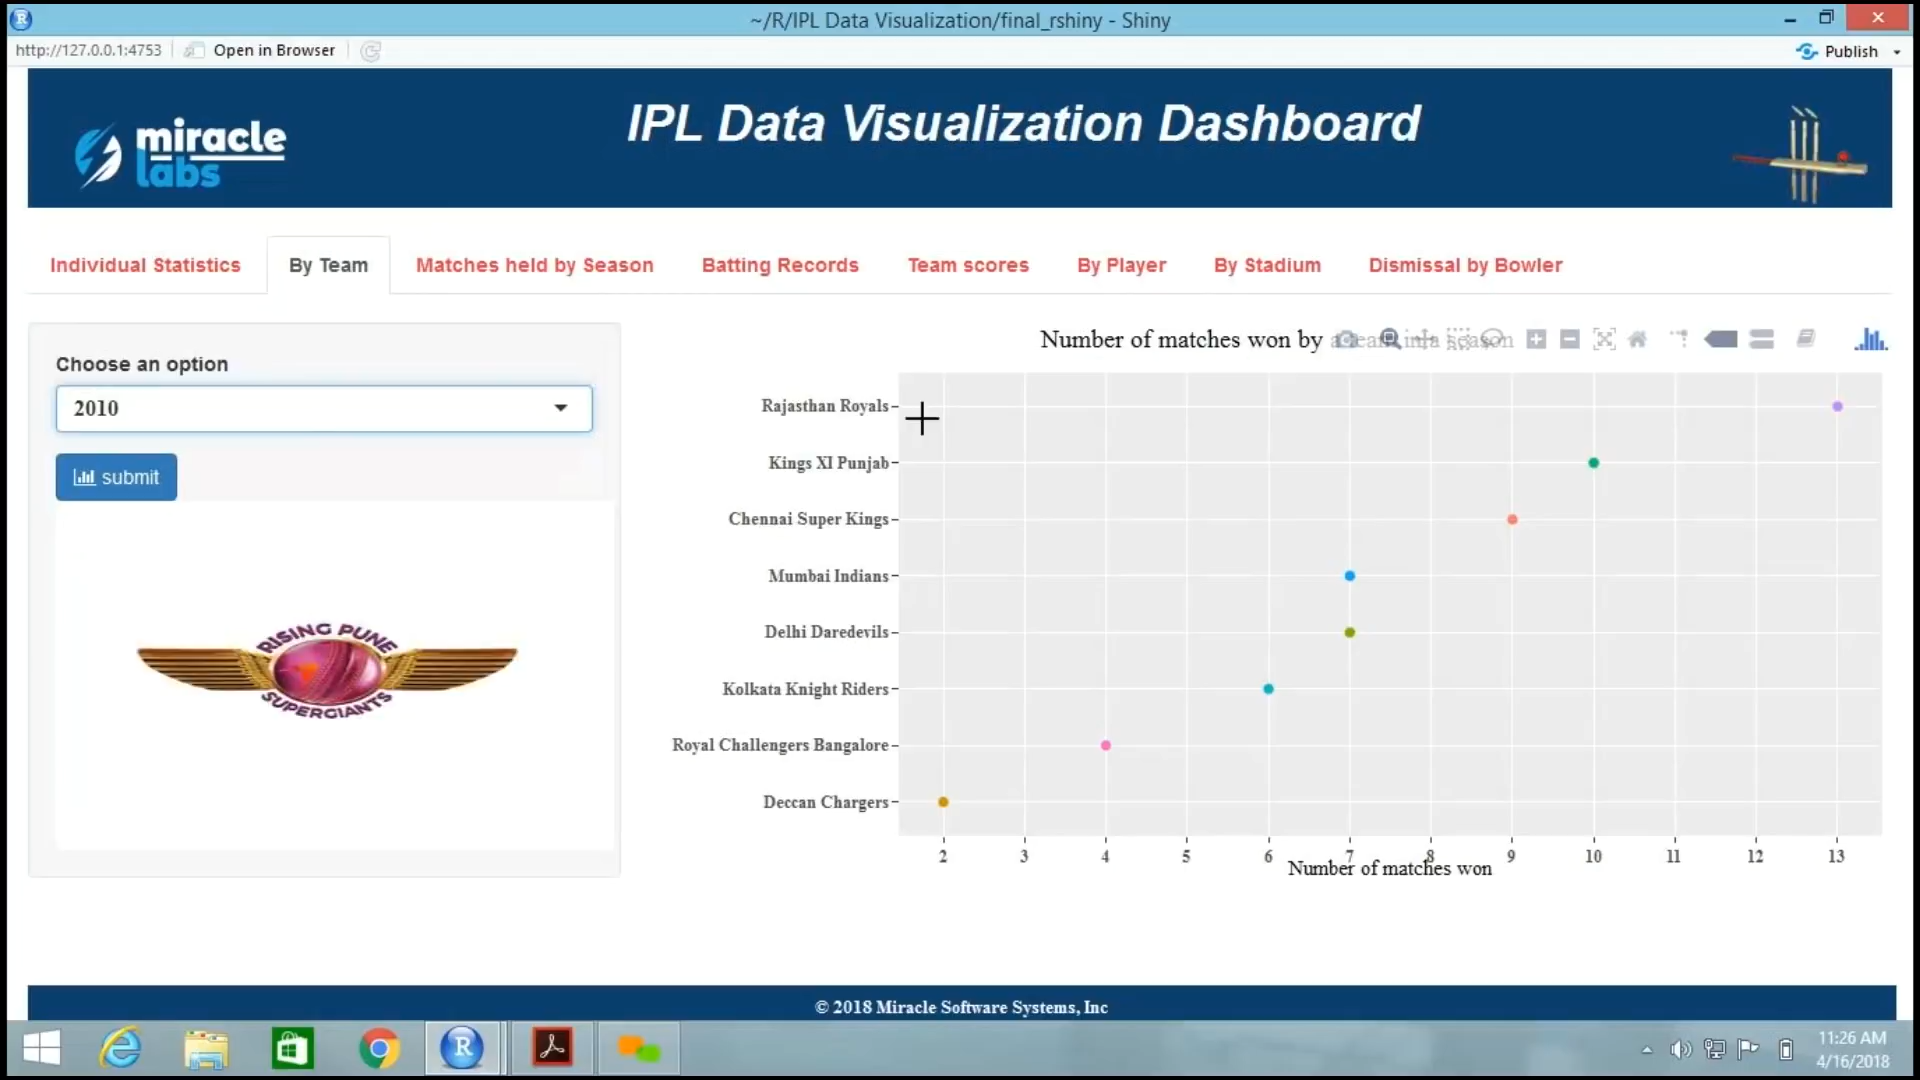 ~/R/IPL Data Visualization/final_rshiny - Shiny
http://127.0.0.1:4753 Open in Browser Publish
miracle labs
IPL Data Visualization Dashboard
Individual Statistics By Team Matches held by Season Batting Records Team scores By Player By Stadium Dismissal by Bowler
Choose an option
2010
submit
RISING PUNE
SUPERGIANTS
Number of matches won by a team in a season
Rajasthan Royals
Kings XI Punjab
Chennai Super Kings
Mumbai Indians
Delhi Daredevils
Kolkata Knight Riders
Royal Challengers Bangalore
Deccan Chargers
2 3 4 5 6 7 8 9 10 11 12 13
Number of matches won
© 2018 Miracle Software Systems, Inc
11:26 AM
4/16/2018